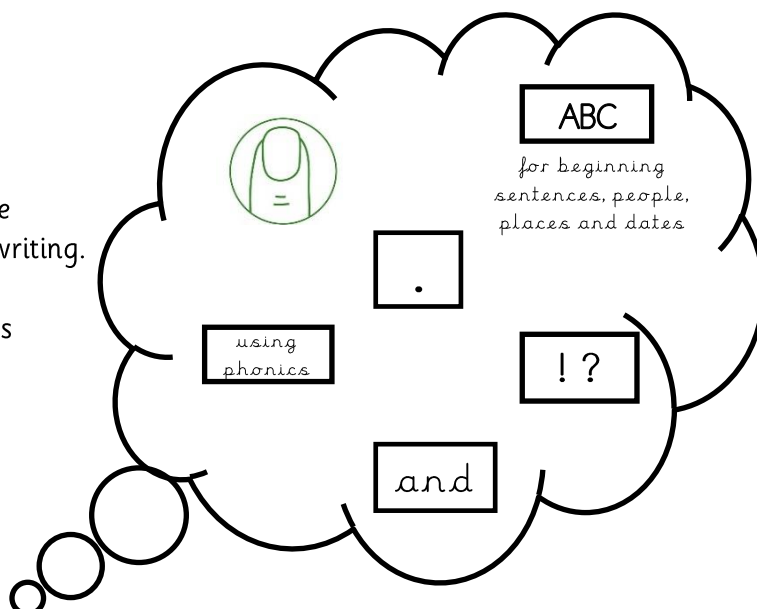 e
writing.
s
ABC
for beginning
sentences, people,
places and dates
.
using
phonics
! ?
and